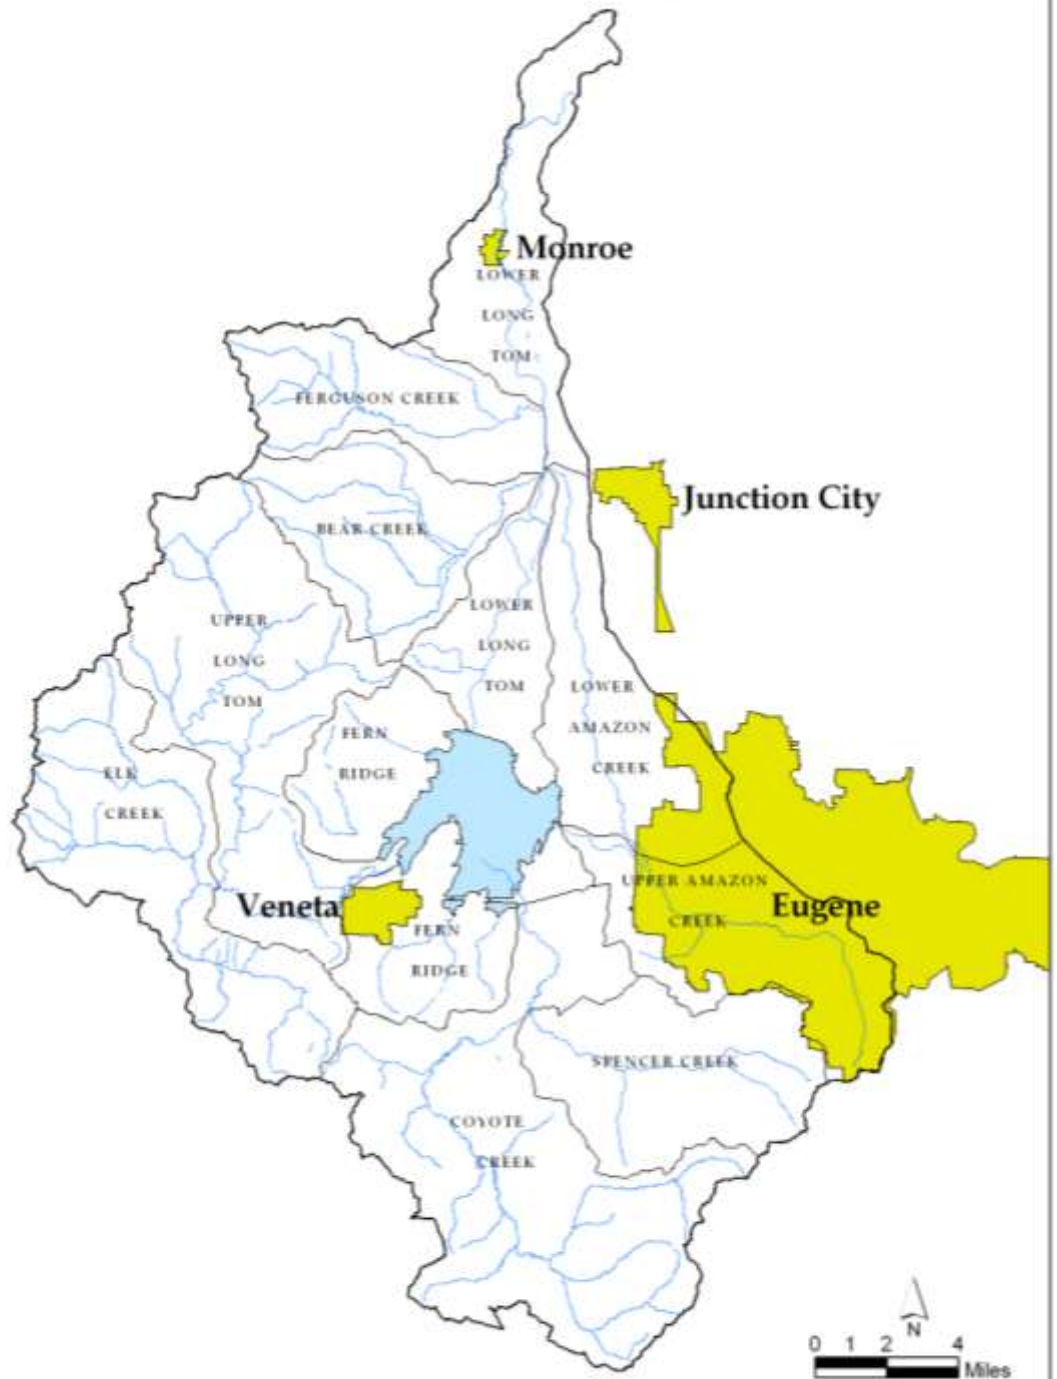 Monroe
LOWER
LONG
TOM
FERGUSON CREEK
Junction City
BEAR CREEK
LOWER
LONG
TOM
UPPER
LONG
TOM
LOWER
AMAZON
CREEK
FERN
RIDGE
ELK
CREEK
UPPER AMAZON
CREEK
Eugene
Veneta
FERN
RIDGE
SPENCER CREEK
COYOTE
CREEK
N
0 1 2 4
Miles